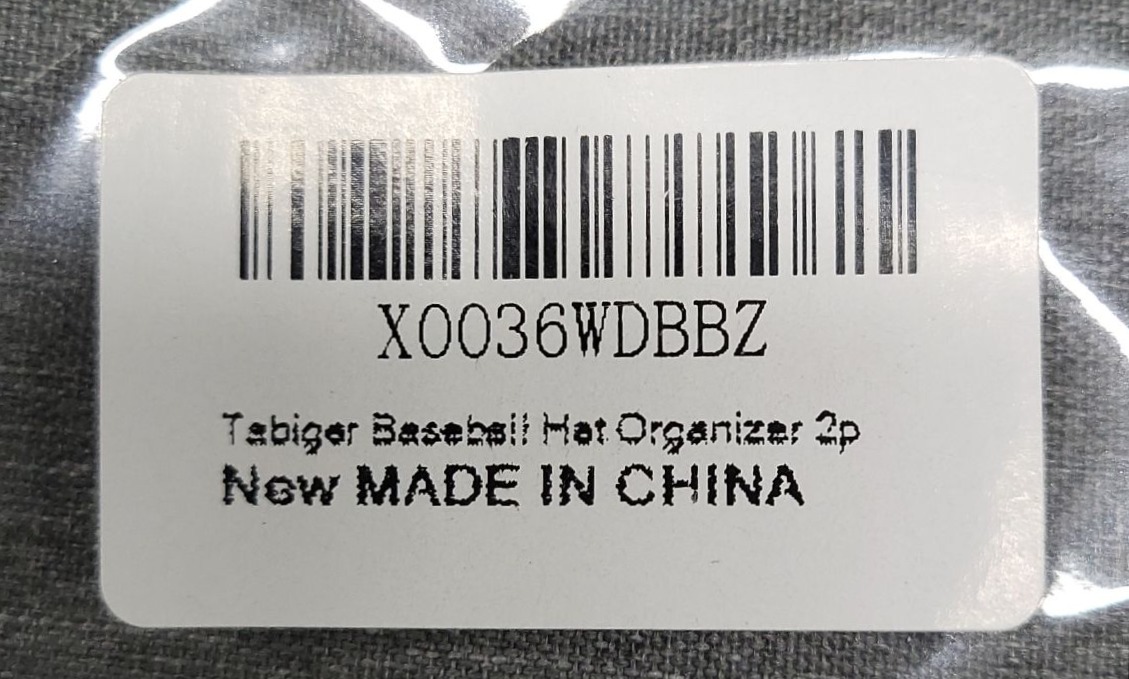 X0036WDBBZ
Tabiger Baseball Hat Organizer 2p
New MADE IN CHINA